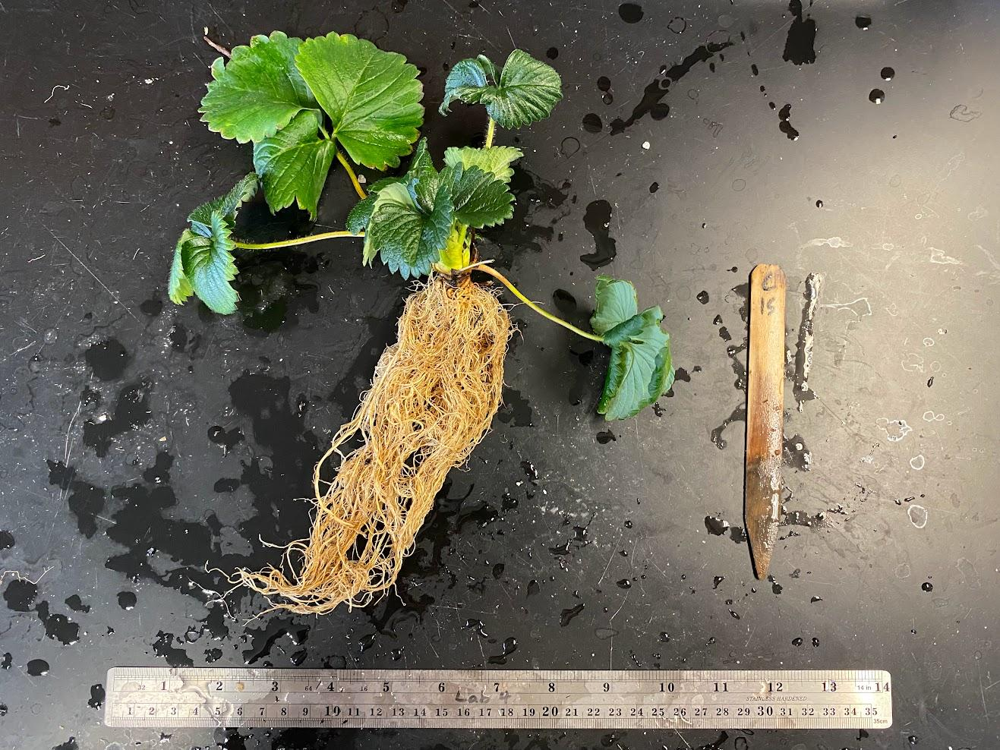 C
15
32 1 2 3 64 4 16 5 6 7 8 9 10 11 12 13 14 in 14
Lab 4
STAINLESS HARDENED
1 2 3 4 5 6 7 8 9 10 11 12 13 14 15 16 17 18 19 20 21 22 23 24 25 26 27 28 29 30 31 32 33 34 35
35cm